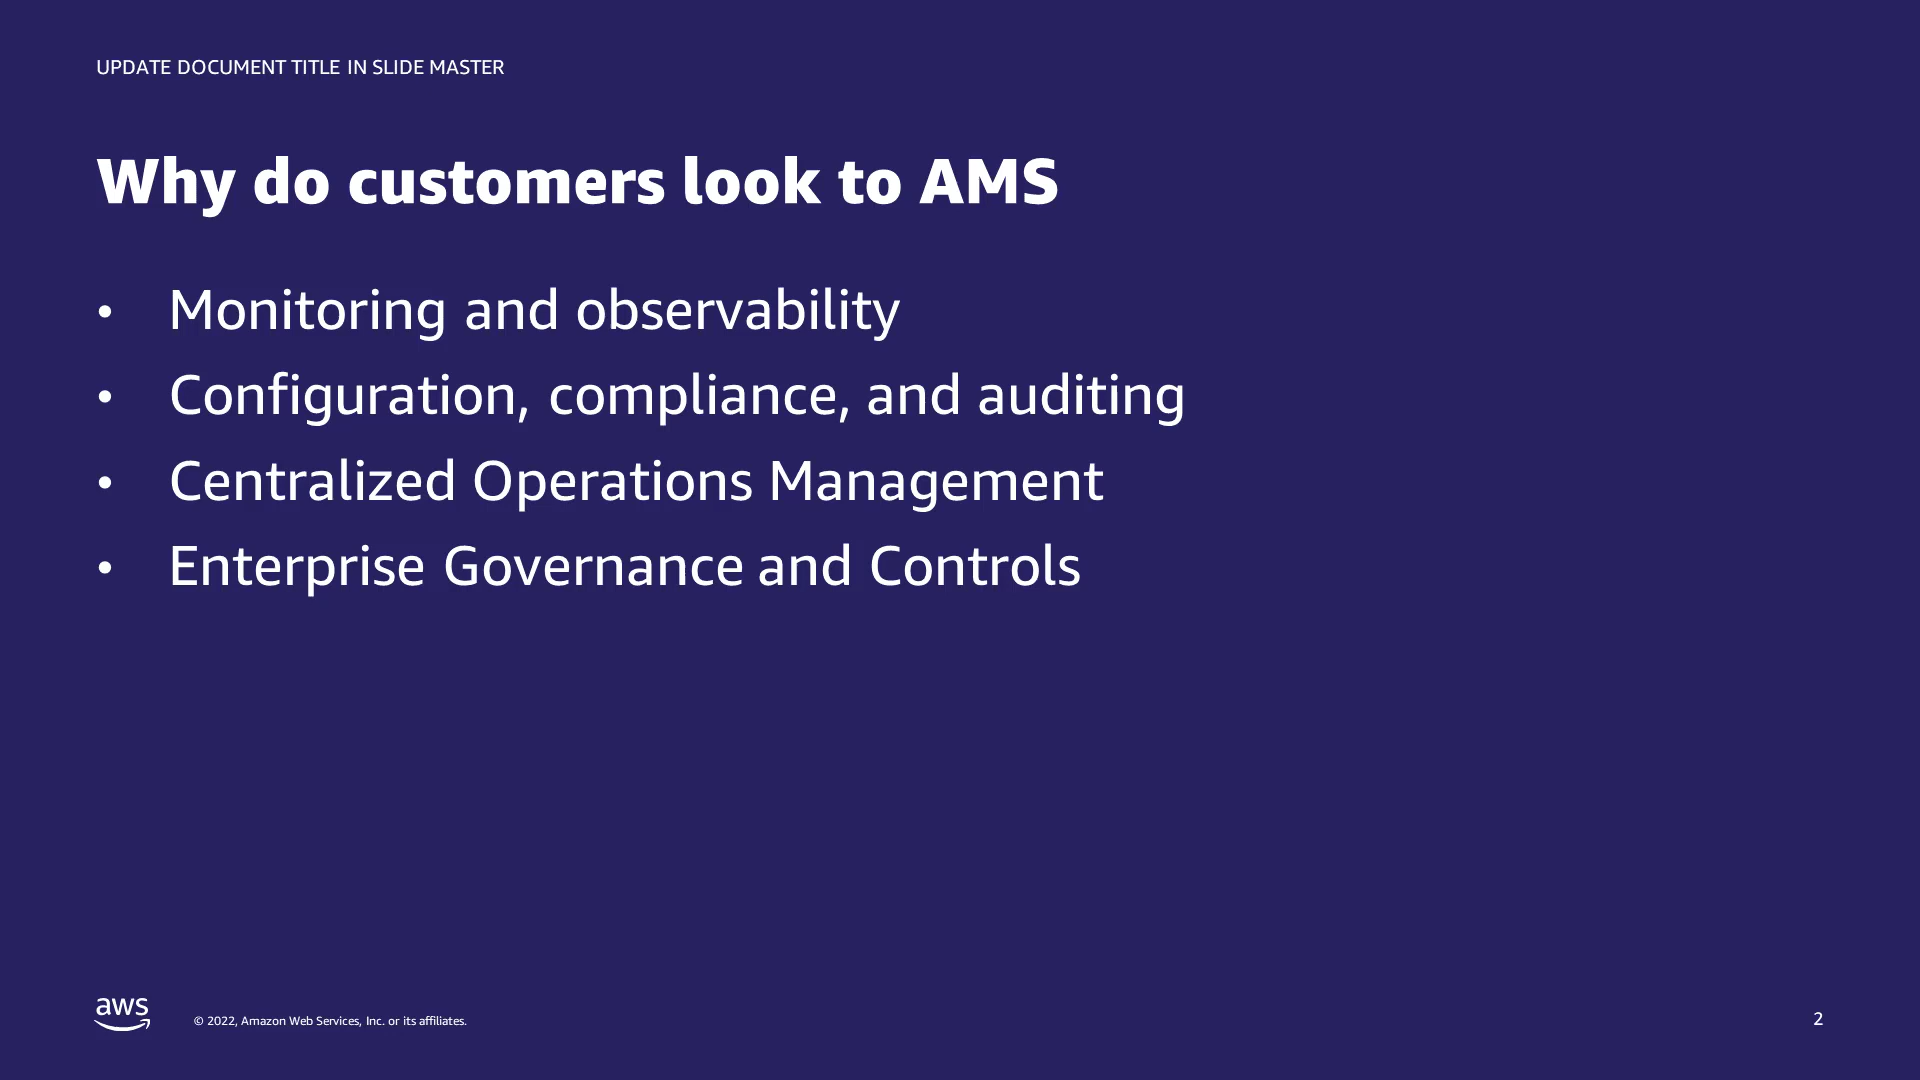 UPDATE DOCUMENT TITLE IN SLIDE MASTER
Why do customers look to AMS
• Monitoring and observability
• Configuration, compliance, and auditing
• Centralized Operations Management
• Enterprise Governance and Controls
aws
© 2022, Amazon Web Services, Inc. or its affiliates.
2